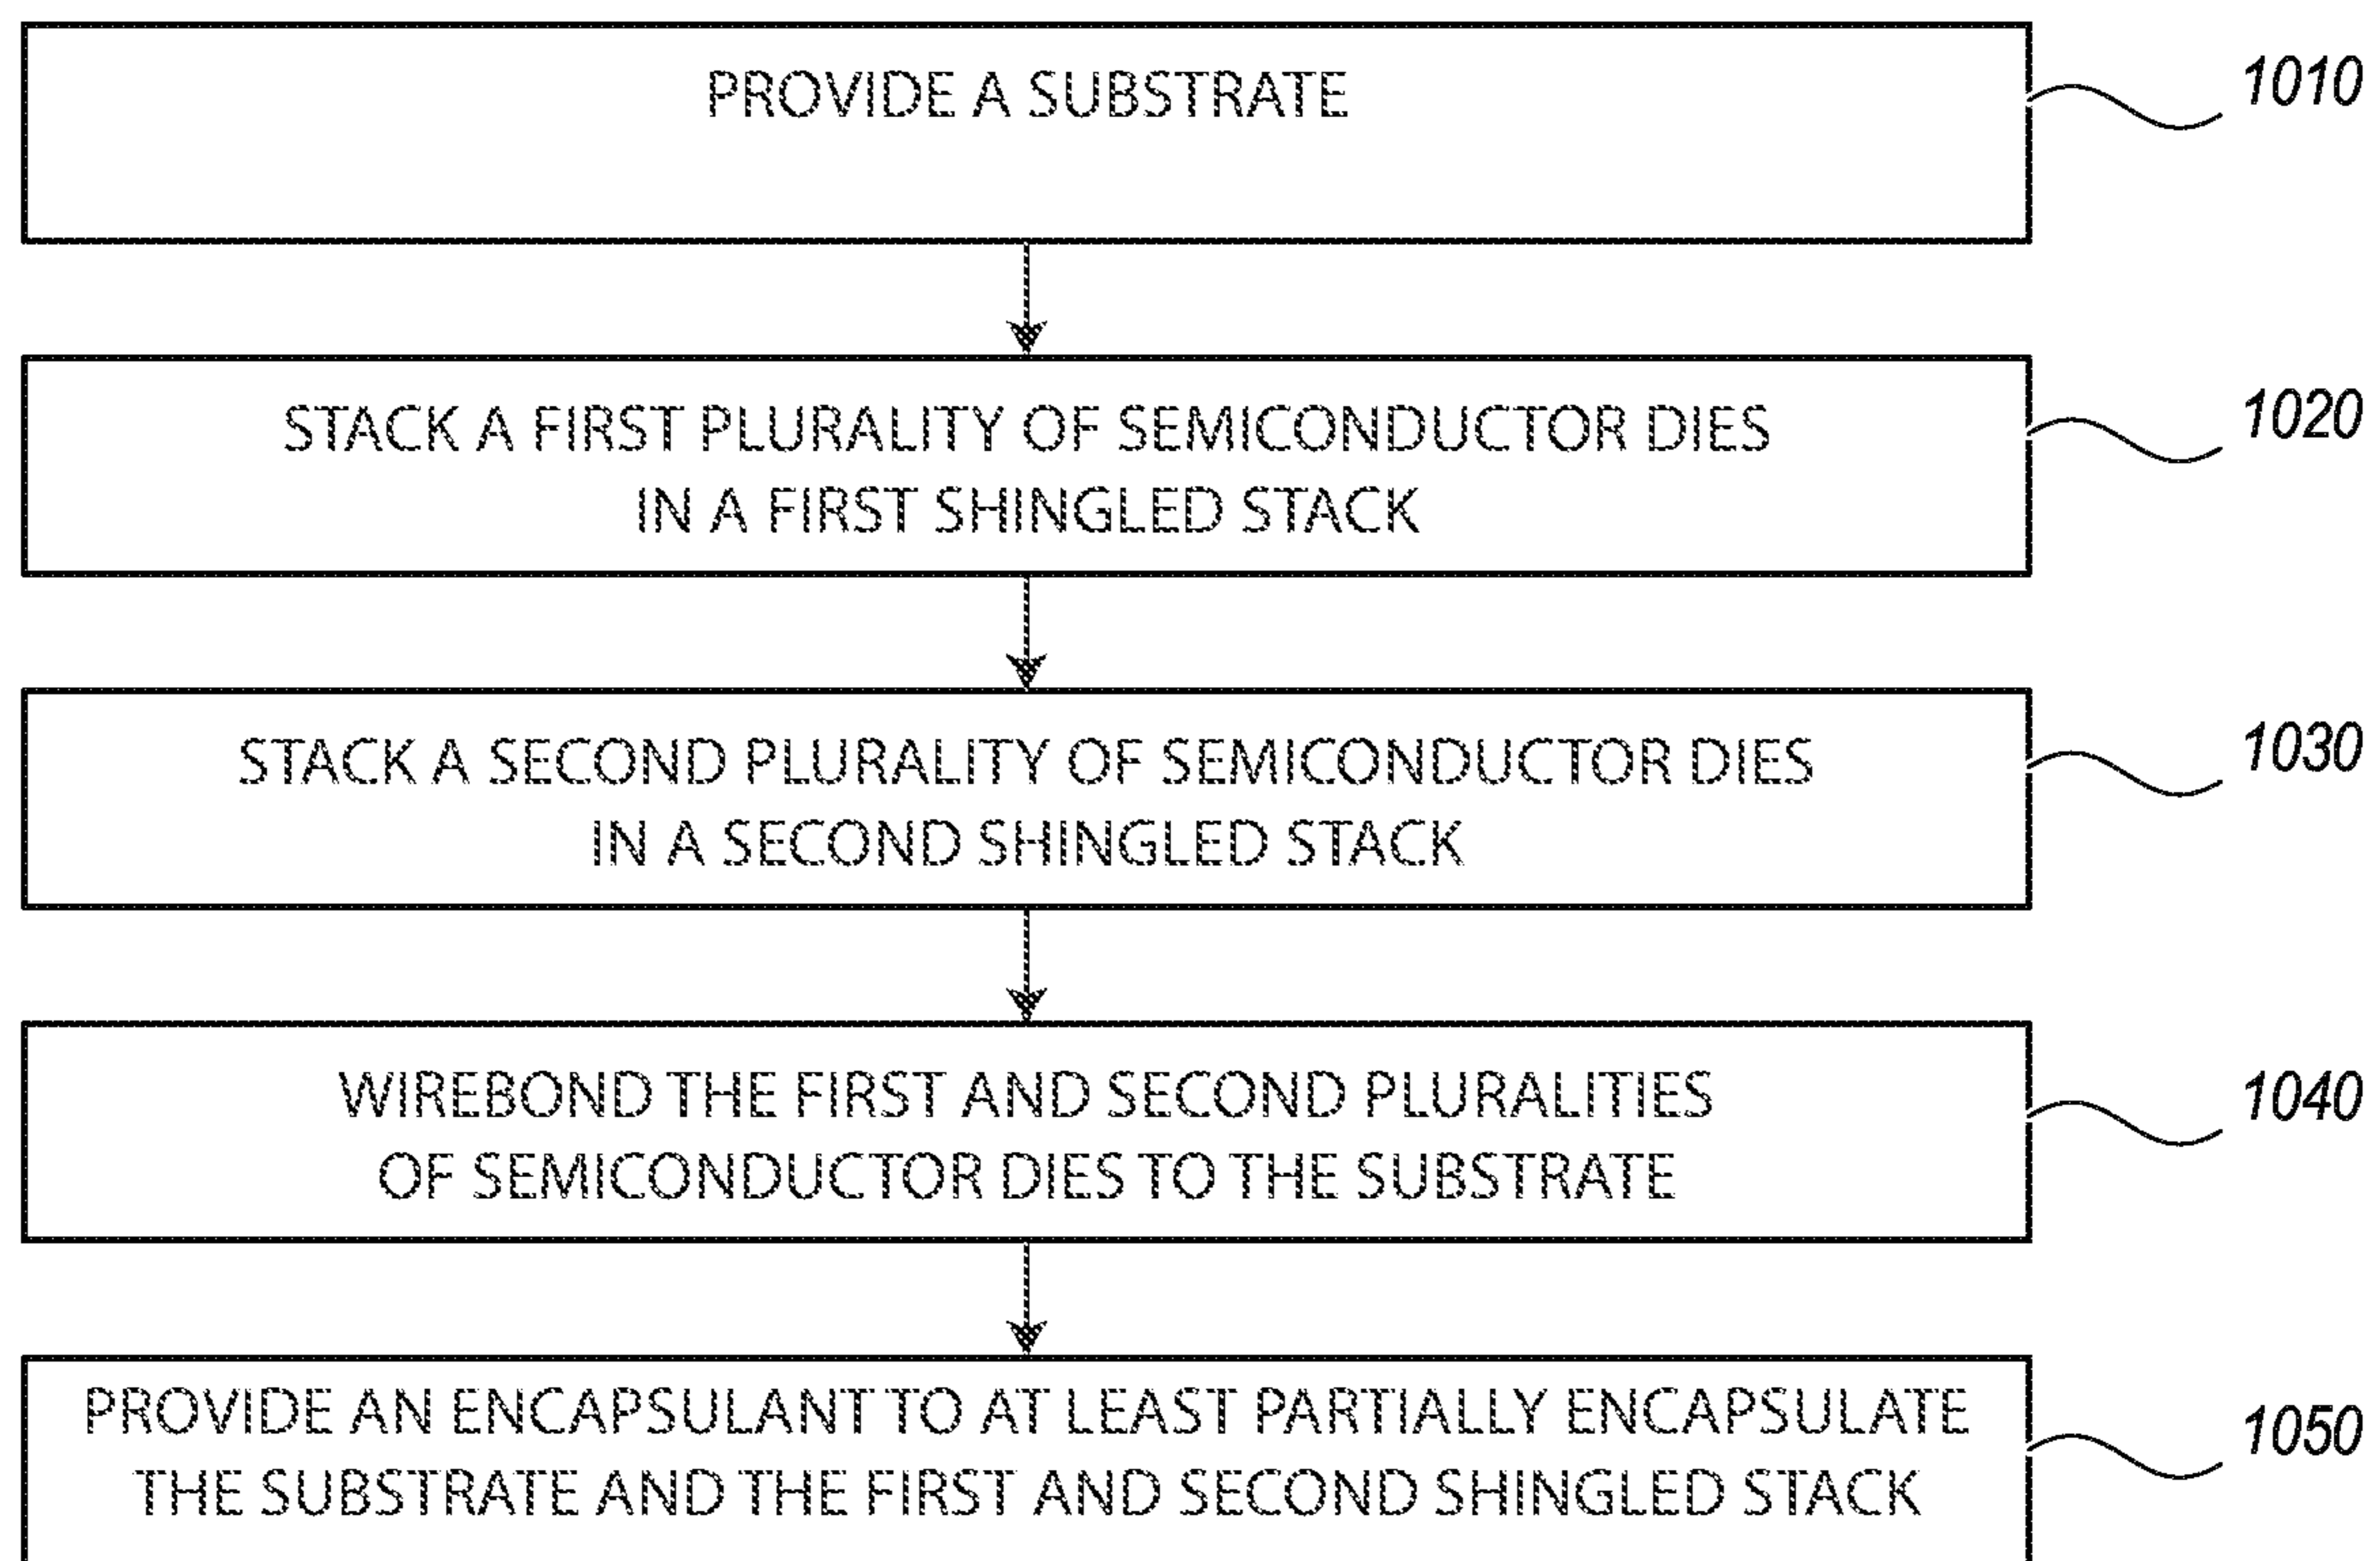 PROVIDE A SUBSTRATE
1010
STACK A FIRST PLURALITY OF SEMICONDUCTOR DIES
IN A FIRST SHINGLED STACK
1020
STACK A SECOND PLURALITY OF SEMICONDUCTOR DIES
IN A SECOND SHINGLED STACK
1030
WIREBOND THE FIRST AND SECOND PLURALITIES
OF SEMICONDUCTOR DIES TO THE SUBSTRATE
1040
PROVIDE AN ENCAPSULANT TO AT LEAST PARTIALLY ENCAPSULATE
THE SUBSTRATE AND THE FIRST AND SECOND SHINGLED STACK
1050